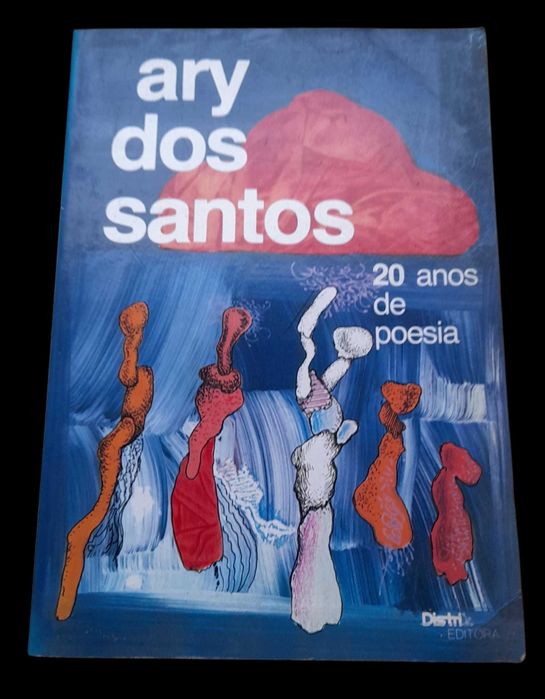 ary
dos
santos
20 anos
de
poesia
Distri
EDITORA